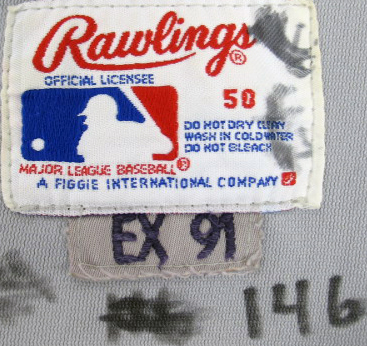 Rawlings®
OFFICIAL LICENSEE
50
DO NOT DRY CLEAN
WASH IN COLD WATER
DO NOT BLEACH
MAJOR LEAGUE BASEBALL®
A FIGGIE INTERNATIONAL COMPANY
EX 91
146